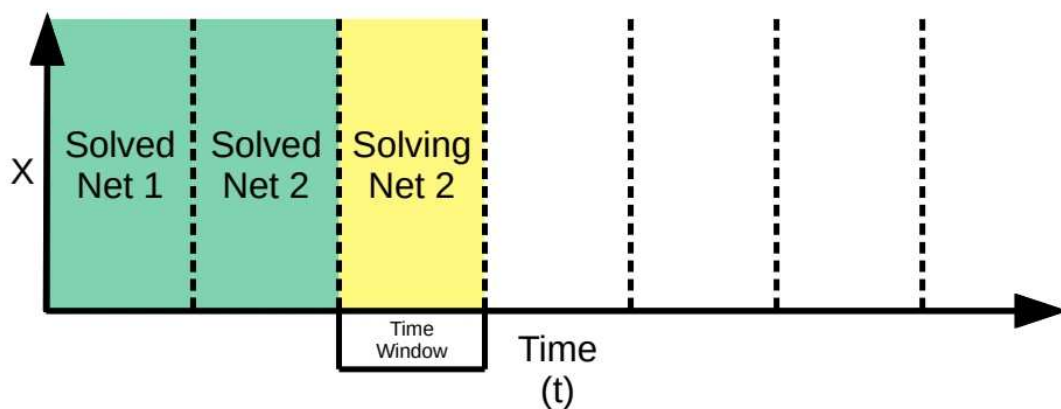 Solved
Net 1
Solved
Net 2
Solving
Net 2
X
Time
Window
Time
(t)